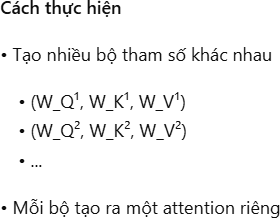 Cách thực hiện
• Tạo nhiều bộ tham số khác nhau
• (W_Q¹, W_K¹, W_V¹)
• (W_Q², W_K², W_V²)
• ...
• Mỗi bộ tạo ra một attention riêng